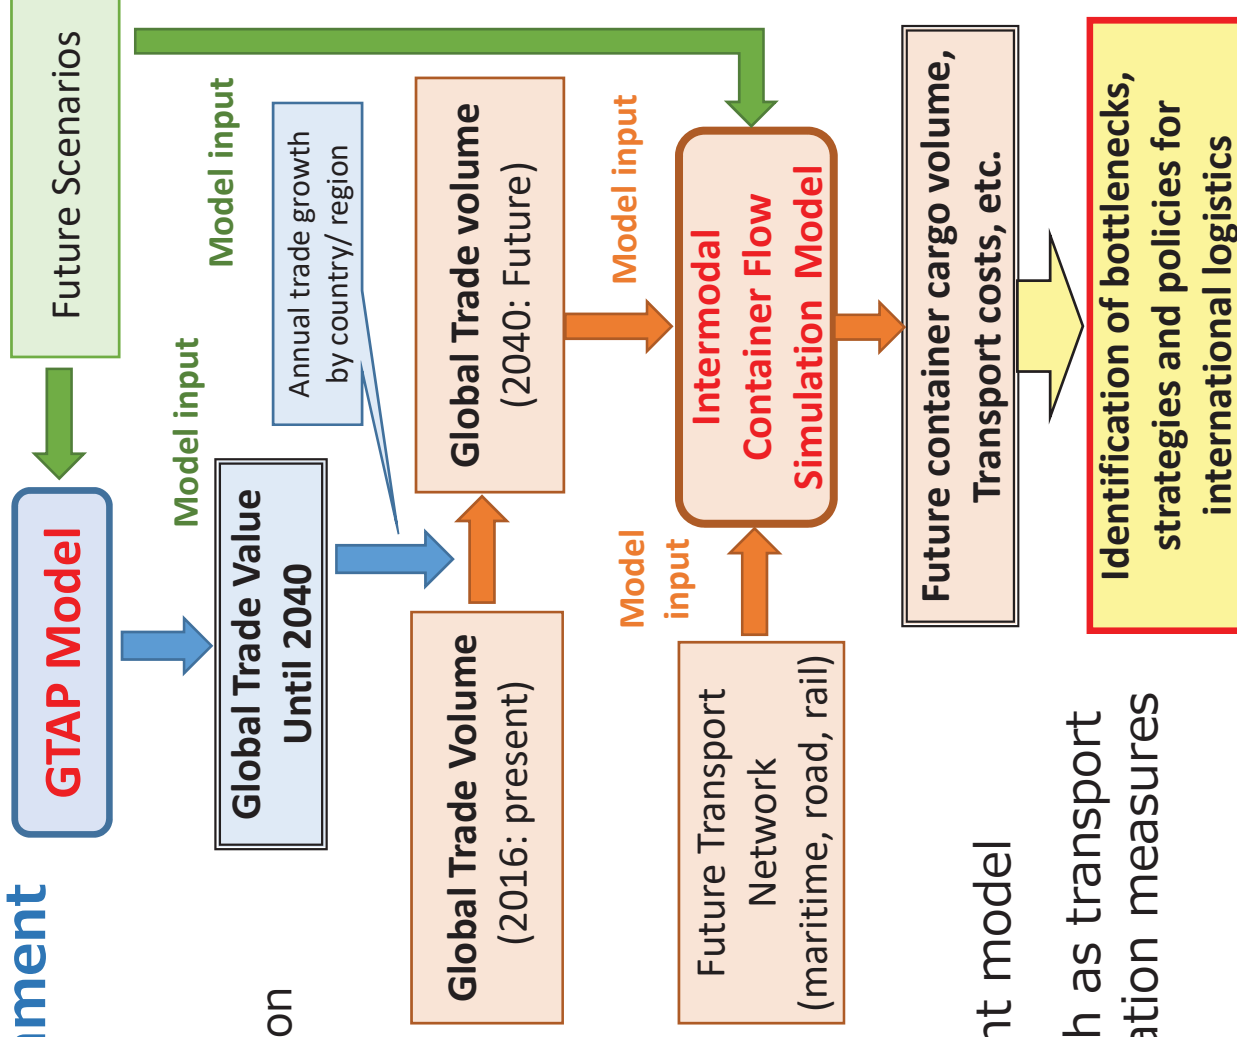 nment
GTAP Model
Future Scenarios
Model input
Model input
on
Global Trade Value
Until 2040
Annual trade growth
by country/ region
Global Trade Volume
(2016: present)
Global Trade volume
(2040: Future)
Model
input
Model input
Future Transport
Network
(maritime, road, rail)
Intermodal
Container Flow
Simulation Model
Future container cargo volume,
Transport costs, etc.
nt model
h as transport
ation measures
Identification of bottlenecks,
strategies and policies for
international logistics